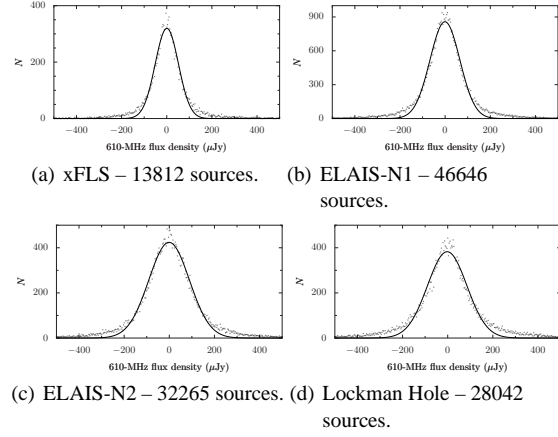 400
200
0
N
−400 −200 0 200 400
610-MHz flux density (μJy)
900
600
300
0
N
−400 −200 0 200 400
610-MHz flux density (μJy)
(a) xFLS – 13812 sources.
(b) ELAIS-N1 – 46646
sources.
400
200
0
N
−400 −200 0 200 400
610-MHz flux density (μJy)
400
200
0
N
−400 −200 0 200 400
610-MHz flux density (μJy)
(c) ELAIS-N2 – 32265 sources.
(d) Lockman Hole – 28042
sources.